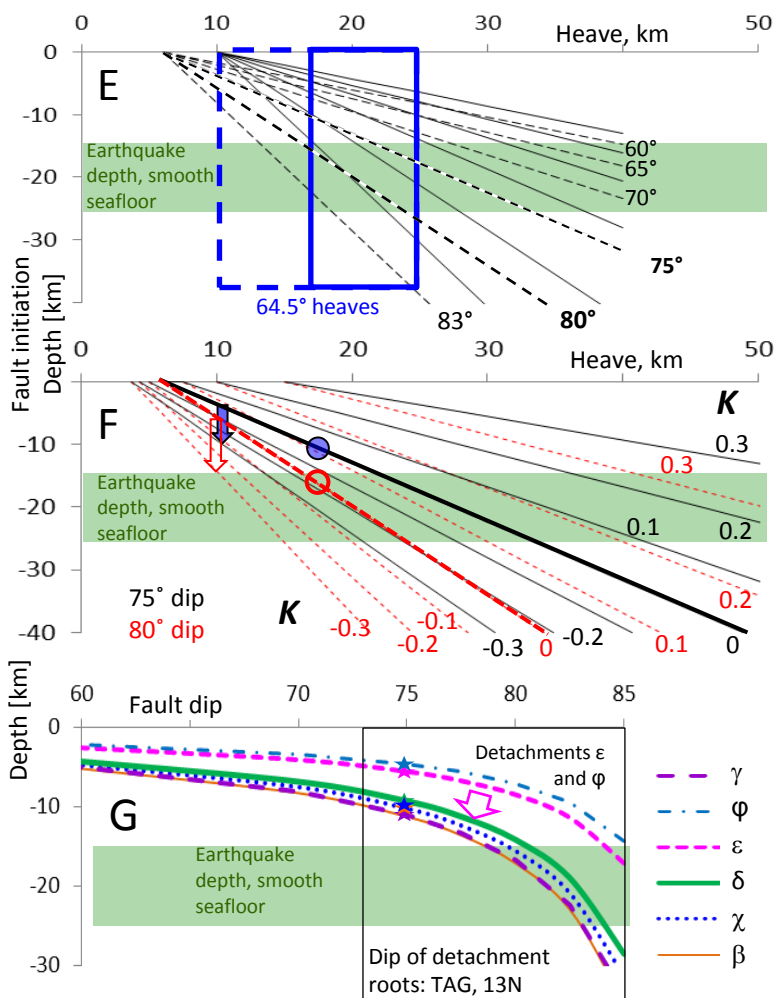 0
10
20
30
50
Heave, km
0
-10
-20
-30
E
Earthquake
depth, smooth
seafloor
60°
65°
70°
75°
80°
83°
64.5° heaves
Fault initiation
Depth [km]
0
10
20
30
50
Heave, km
0
-10
-20
-30
-40
F
K
Earthquake
depth, smooth
seafloor
0.3
0.3
0.2
0.1
0.2
0.1
0
-0.2
0
-0.3
-0.1
-0.2
-0.3
K
75° dip
80° dip
Depth [km]
60
Fault dip
70
75
80
85
0
-10
-20
-30
G
Detachments ε
and φ
Earthquake
depth, smooth
seafloor
Dip of detachment
roots: TAG, 13N
γ
φ
ε
δ
χ
β